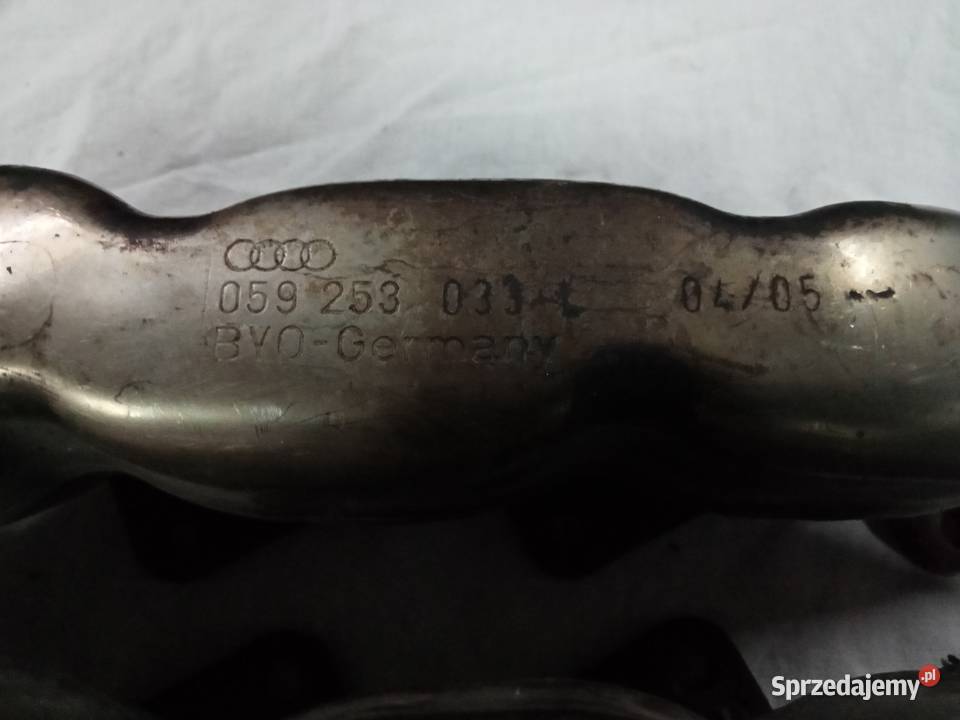 059 253 033 L 04/05 --
BYO-Germany
Sprzedajemy.pl